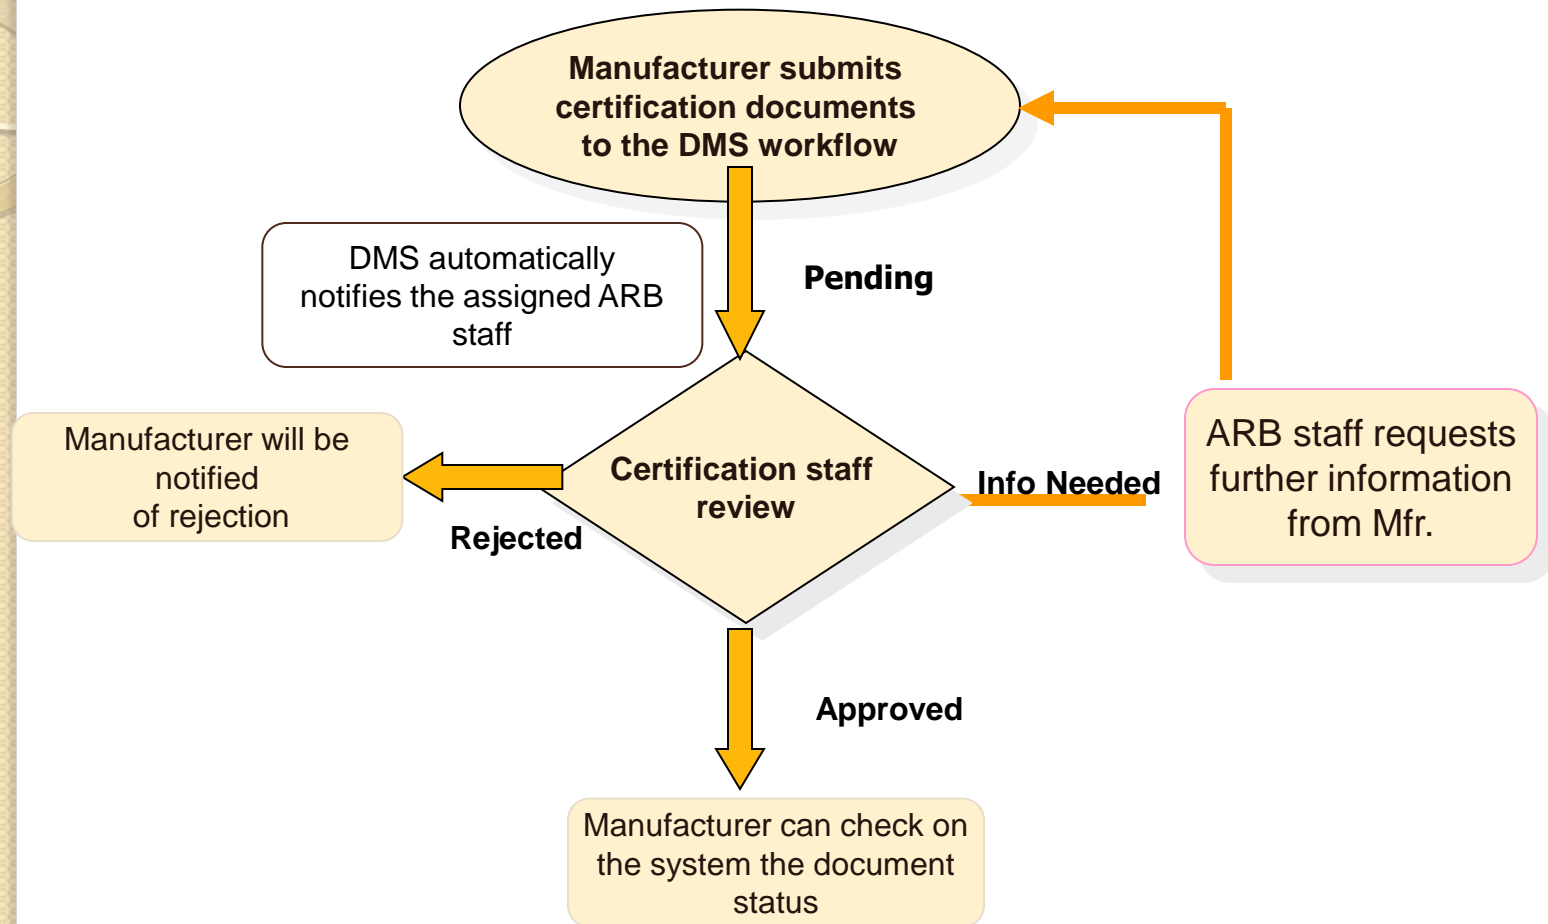 Manufacturer submits
certification documents
to the DMS workflow
DMS automatically
notifies the assigned ARB
staff
Pending
Manufacturer will be
notified
of rejection
Rejected
Certification staff
review
Info Needed
ARB staff requests
further information
from Mfr.
Approved
Manufacturer can check on
the system the document
status